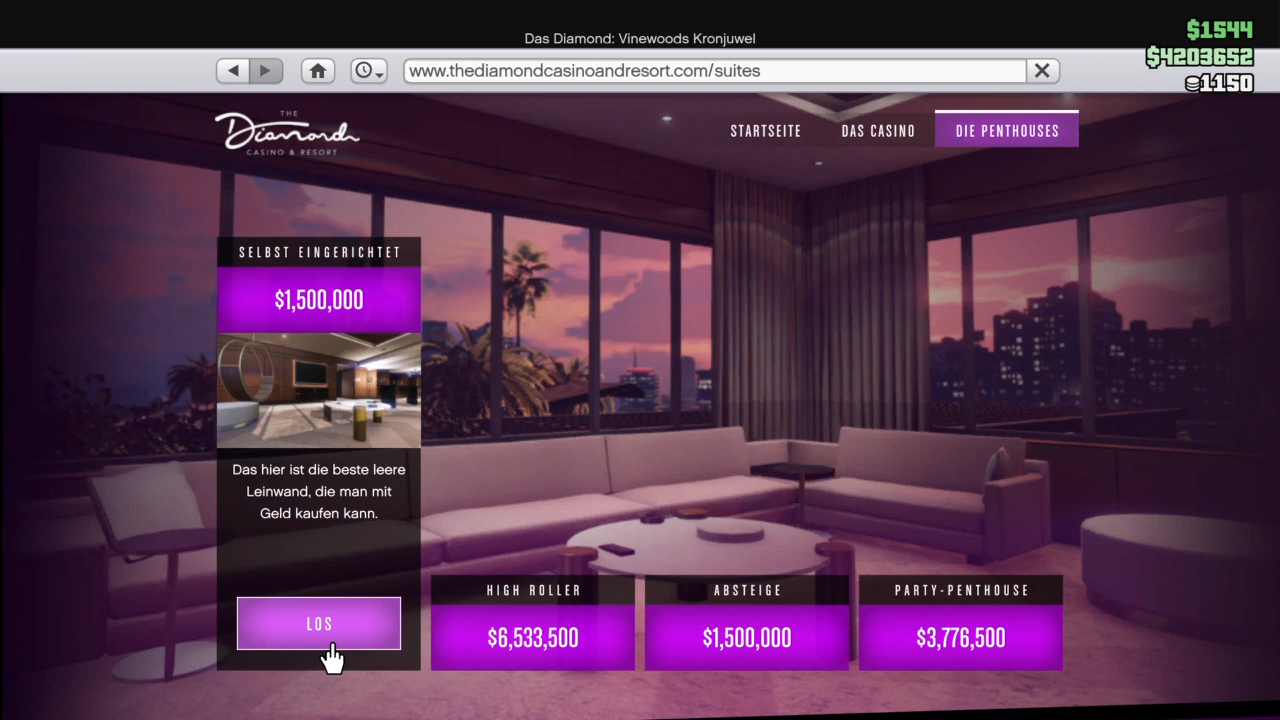 Das Diamond: Vinewoods Kronjuwel
$1544
$4203652
1150
www.thediamondcasinoandresort.com/suites
THE
Diamond
CASINO & RESORT
STARTSEITE
DAS CASINO
DIE PENTHOUSES
SELBST EINGERICHTET
$1,500,000
Das hier ist die beste leere
Leinwand, die man mit
Geld kaufen kann.
LOS
HIGH ROLLER
$6,533,500
ABSTEIGE
$1,500,000
PARTY-PENTHOUSE
$3,776,500